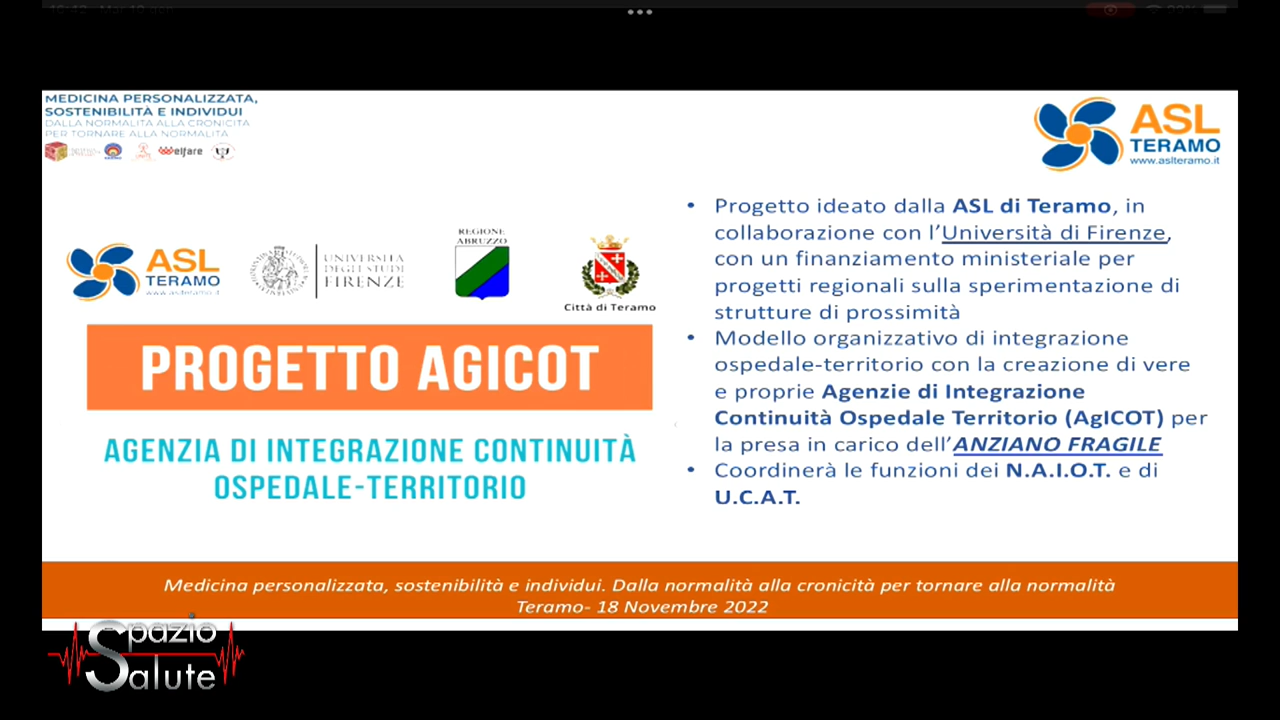 MEDICINA PERSONALIZZATA,
SOSTENIBILITÀ E INDIVIDUI
DALLA NORMALITÀ ALLA CRONICITÀ
PER TORNARE ALLA NORMALITÀ
Welfare
ASL
TERAMO
www.aslteramo.it
ASL
TERAMO
www.aslteramo.it
UNIVERSITÀ
DEGLI STUDI
FIRENZE
REGIONE
ABRUZZO
Città di Teramo
PROGETTO AGICOT
AGENZIA DI INTEGRAZIONE CONTINUITÀ
OSPEDALE-TERRITORIO
• Progetto ideato dalla ASL di Teramo, in
collaborazione con l’Università di Firenze,
con un finanziamento ministeriale per
progetti regionali sulla sperimentazione di
strutture di prossimità
• Modello organizzativo di integrazione
ospedale-territorio con la creazione di vere
e proprie Agenzie di Integrazione
Continuità Ospedale Territorio (AgICOT) per
la presa in carico dell’ANZIANO FRAGILE
• Coordinerà le funzioni dei N.A.I.O.T. e di
U.C.A.T.
Medicina personalizzata, sostenibilità e individui. Dalla normalità alla cronicità per tornare alla normalità
Teramo- 18 Novembre 2022
Spazio
Salute